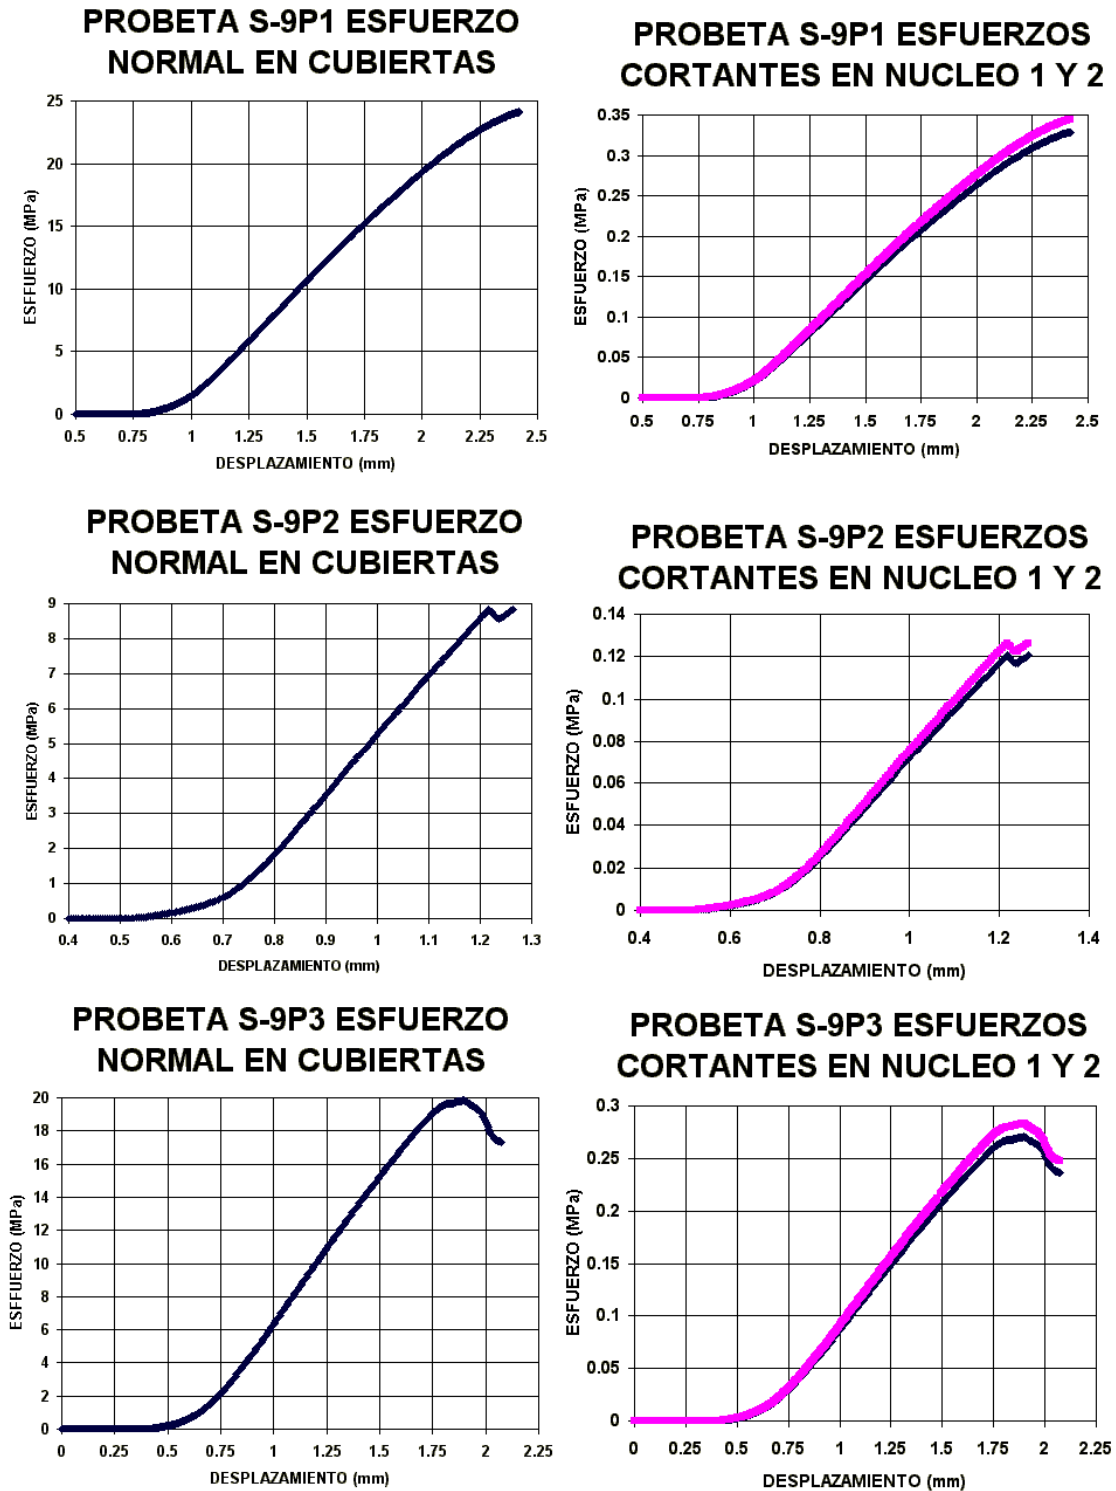 PROBETA S-9P1 ESFUERZO
NORMAL EN CUBIERTAS
25
20
15
10
5
0
ESFFUERZO (MPa)
0.5 0.75 1 1.25 1.5 1.75 2 2.25 2.5
DESPLAZAMIENTO (mm)
PROBETA S-9P1 ESFUERZOS
CORTANTES EN NUCLEO 1 Y 2
0.35
0.3
0.25
0.2
0.15
0.1
0.05
0
ESFUERZO (MPa)
0.5 0.75 1 1.25 1.5 1.75 2 2.25 2.5
DESPLAZAMIENTO (mm)
PROBETA S-9P2 ESFUERZO
NORMAL EN CUBIERTAS
9
8
7
6
5
4
3
2
1
0
ESFFUERZO (MPa)
0.4 0.5 0.6 0.7 0.8 0.9 1 1.1 1.2 1.3
DESPLAZAMIENTO (mm)
PROBETA S-9P2 ESFUERZOS
CORTANTES EN NUCLEO 1 Y 2
0.14
0.12
0.1
0.08
0.06
0.04
0.02
0
ESFUERZO (MPa)
0.4 0.6 0.8 1 1.2 1.4
DESPLAZAMIENTO (mm)
PROBETA S-9P3 ESFUERZO
NORMAL EN CUBIERTAS
20
18
16
14
12
10
8
6
4
2
0
ESFFUERZO (MPa)
0 0.25 0.5 0.75 1 1.25 1.5 1.75 2 2.25
DESPLAZAMIENTO (mm)
PROBETA S-9P3 ESFUERZOS
CORTANTES EN NUCLEO 1 Y 2
0.3
0.25
0.2
0.15
0.1
0.05
0
ESFUERZO (MPa)
0 0.25 0.5 0.75 1 1.25 1.5 1.75 2 2.25
DESPLAZAMIENTO (mm)